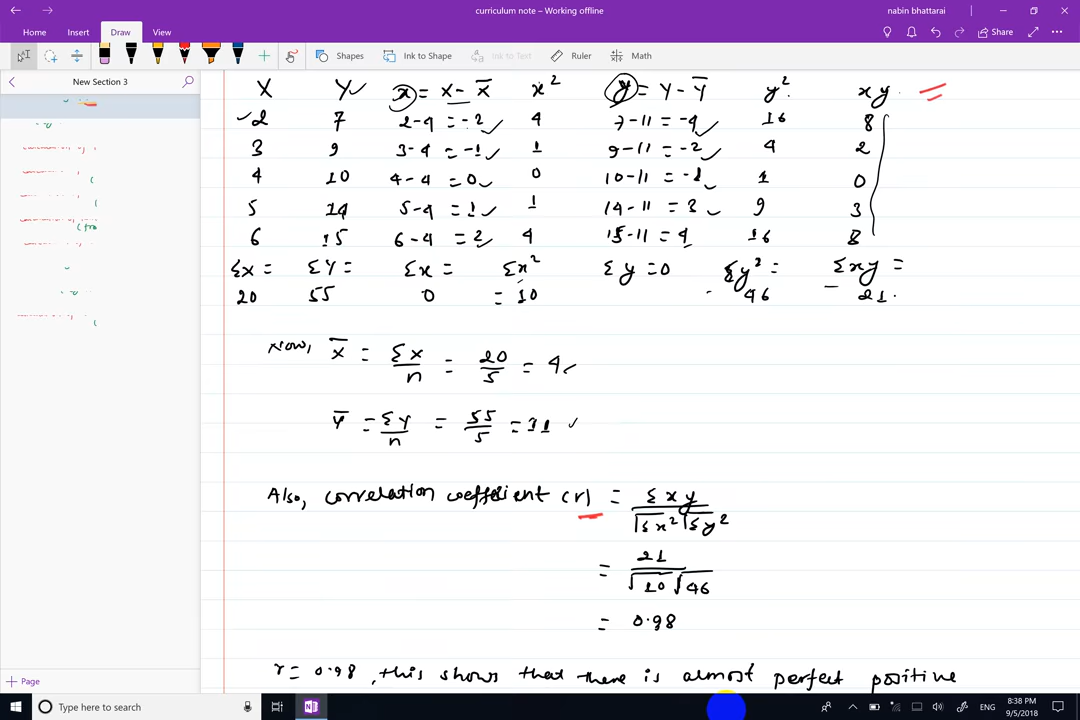 curriculum note – Working offline
nabin bhattarai
Home Insert Draw View Share
Shapes Ink to Shape Ink to Text Ruler Math
New Section 3
X Y x = X - X̄ x² y = Y - Ȳ y² xy
2 7 2-4 = -2 4 7-11 = -4 16 8
3 9 3-4 = -1 1 9-11 = -2 4 2
4 10 4-4 = 0 0 10-11 = -1 1 0
5 14 5-4 = 1 1 14-11 = 3 9 3
6 15 6-4 = 2 4 15-11 = 4 16 8
ΣX = ΣY = Σx = Σx² Σy = 0 Σy² = Σxy =
20 55 0 = 10 46 21.
Now, X̄ = ΣX/n = 20/5 = 4
Ȳ = ΣY/n = 55/5 = 11
Also, correlation coefficient (r) = Σxy / √Σx² √Σy²
= 21 / √10 √46
= 0.98
r = 0.98, this shows that there is almost perfect positive
+ Page
Type here to search
ENG
8:38 PM
9/5/2018